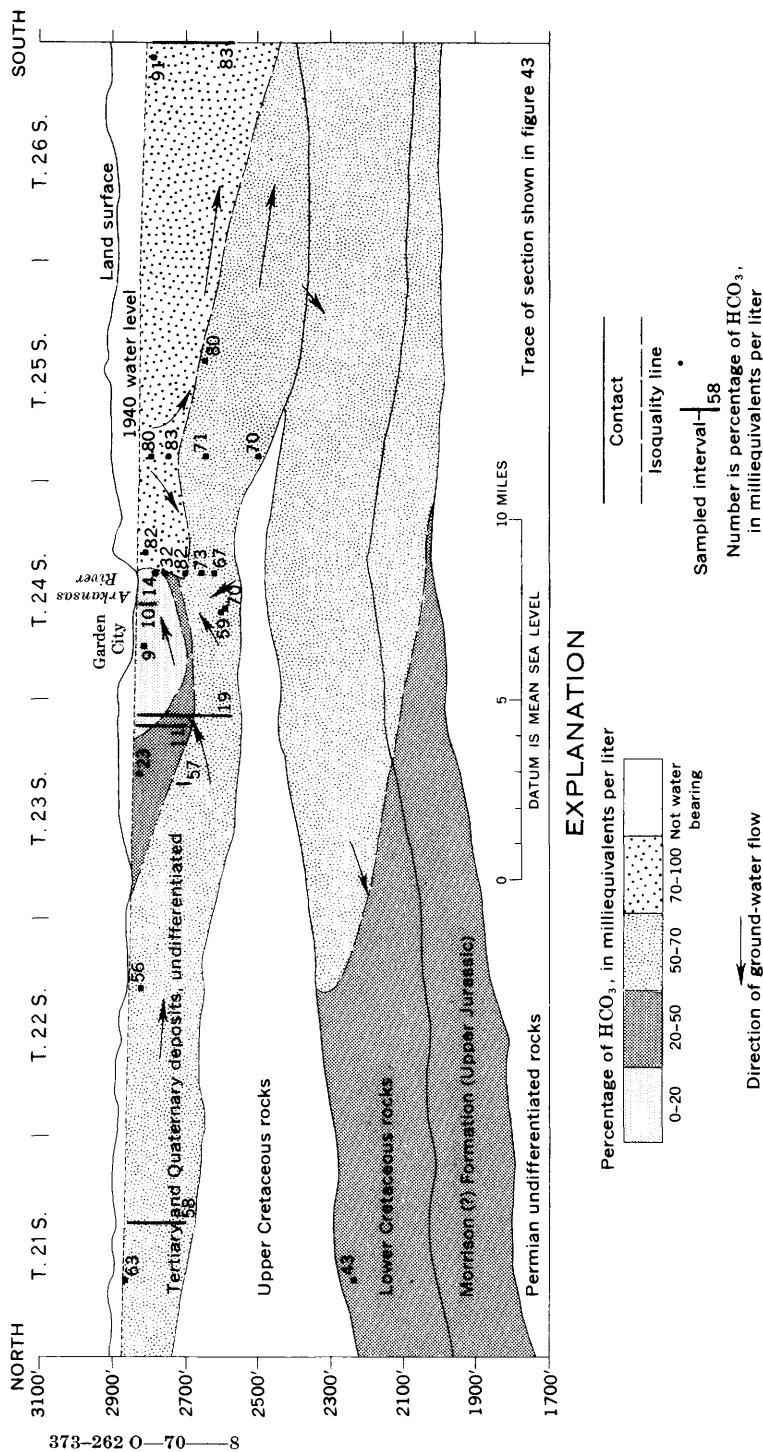 NORTH
SOUTH
T. 21 S. | T. 22 S. | T. 23 S. | T. 24 S. | T. 25 S. | T. 26 S.
3100'
2900'
2700'
2500'
2300'
2100'
1900'
1700'
Land surface
1940 water level
Garden City
Arkansas River
63
58
56
Tertiary and Quaternary deposits, undifferentiated
57
23
11
19
9
10
14
32
82
82
73
67
59
70
80
83
71
70
80
91
83
Upper Cretaceous rocks
43
Lower Cretaceous rocks
Morrison (?) Formation (Upper Jurassic)
Permian undifferentiated rocks
Trace of section shown in figure 43
0 5 10 MILES
DATUM IS MEAN SEA LEVEL
EXPLANATION
Percentage of HCO₃, in milliequivalents per liter
0-20 20-50 50-70 70-100 Not water bearing
Direction of ground-water flow
Contact
Isoquality line
Sampled interval
58
Number is percentage of HCO₃,
in milliequivalents per liter
373-262 O—70——8